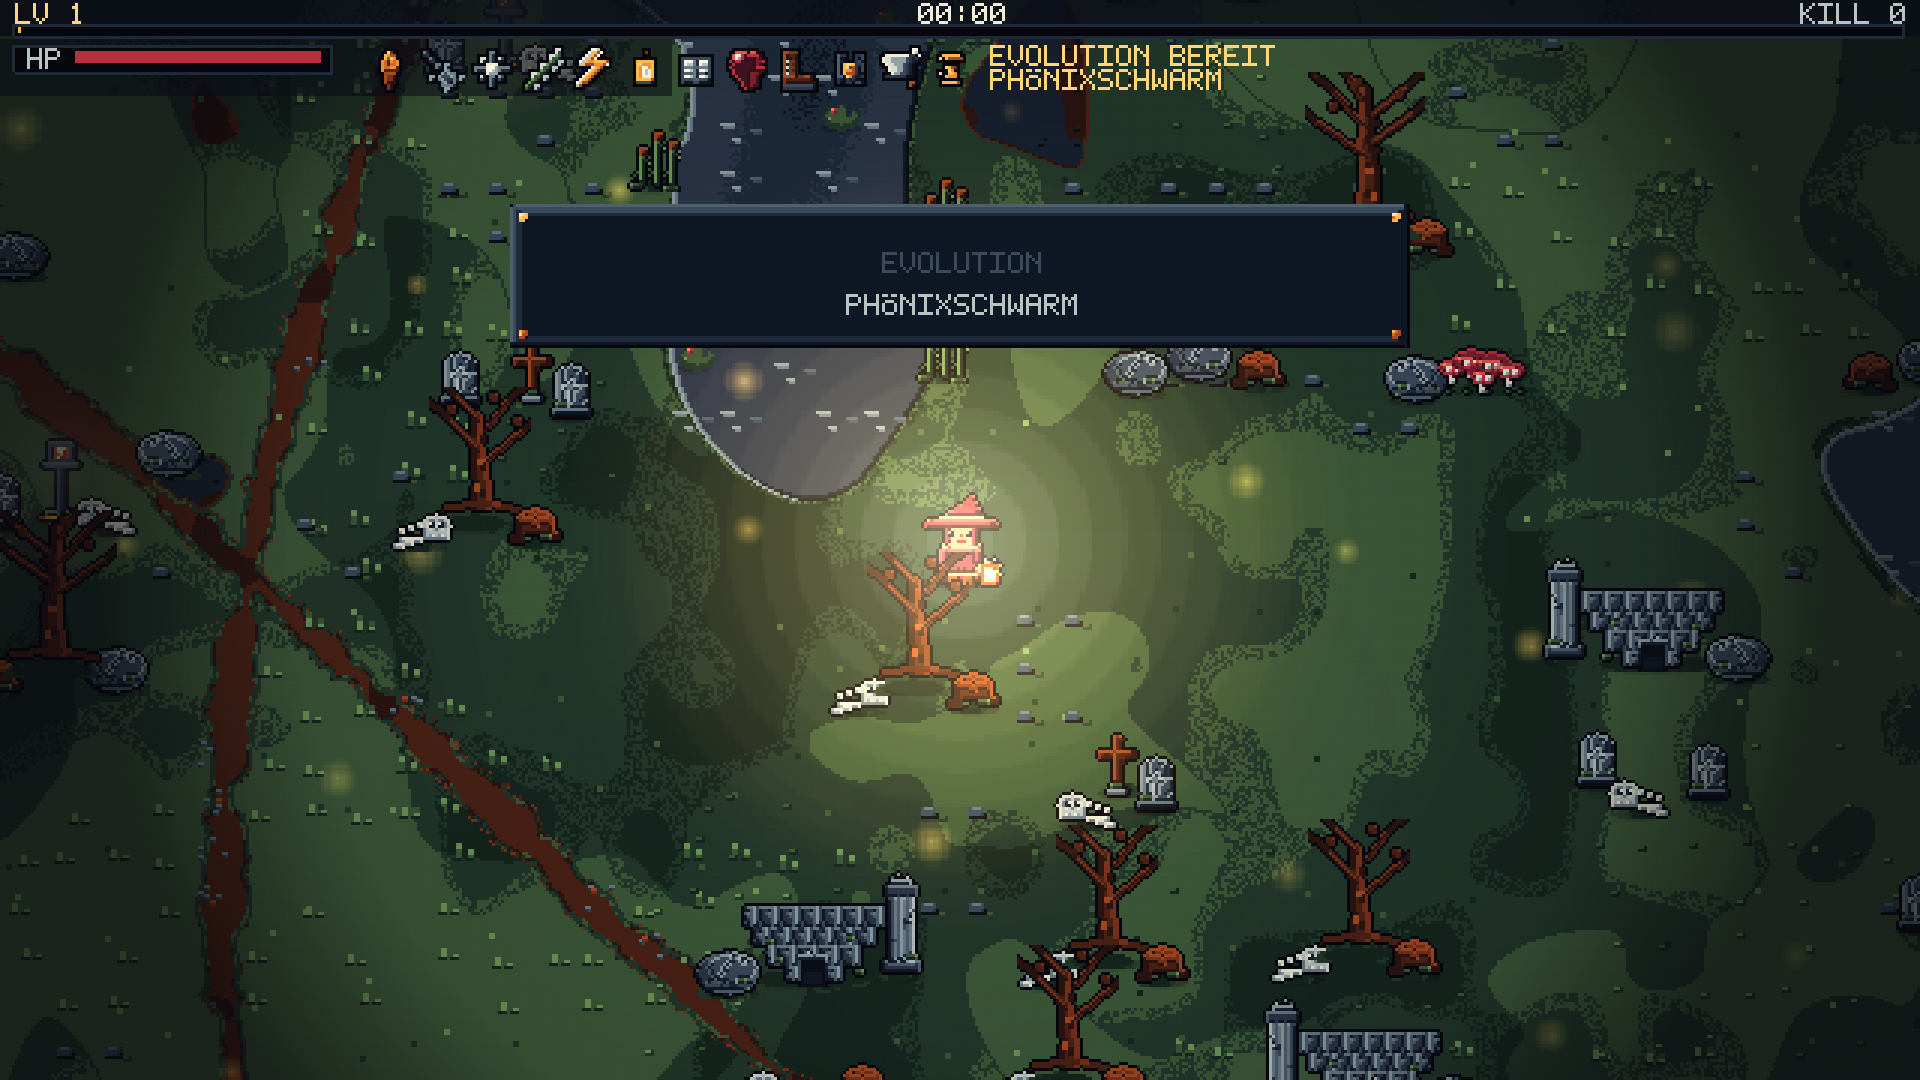 LV 1
00:00
KILL 0
HP
EVOLUTION BEREIT
PHöNIXSCHWARM
EVOLUTION
PHöNIXSCHWARM